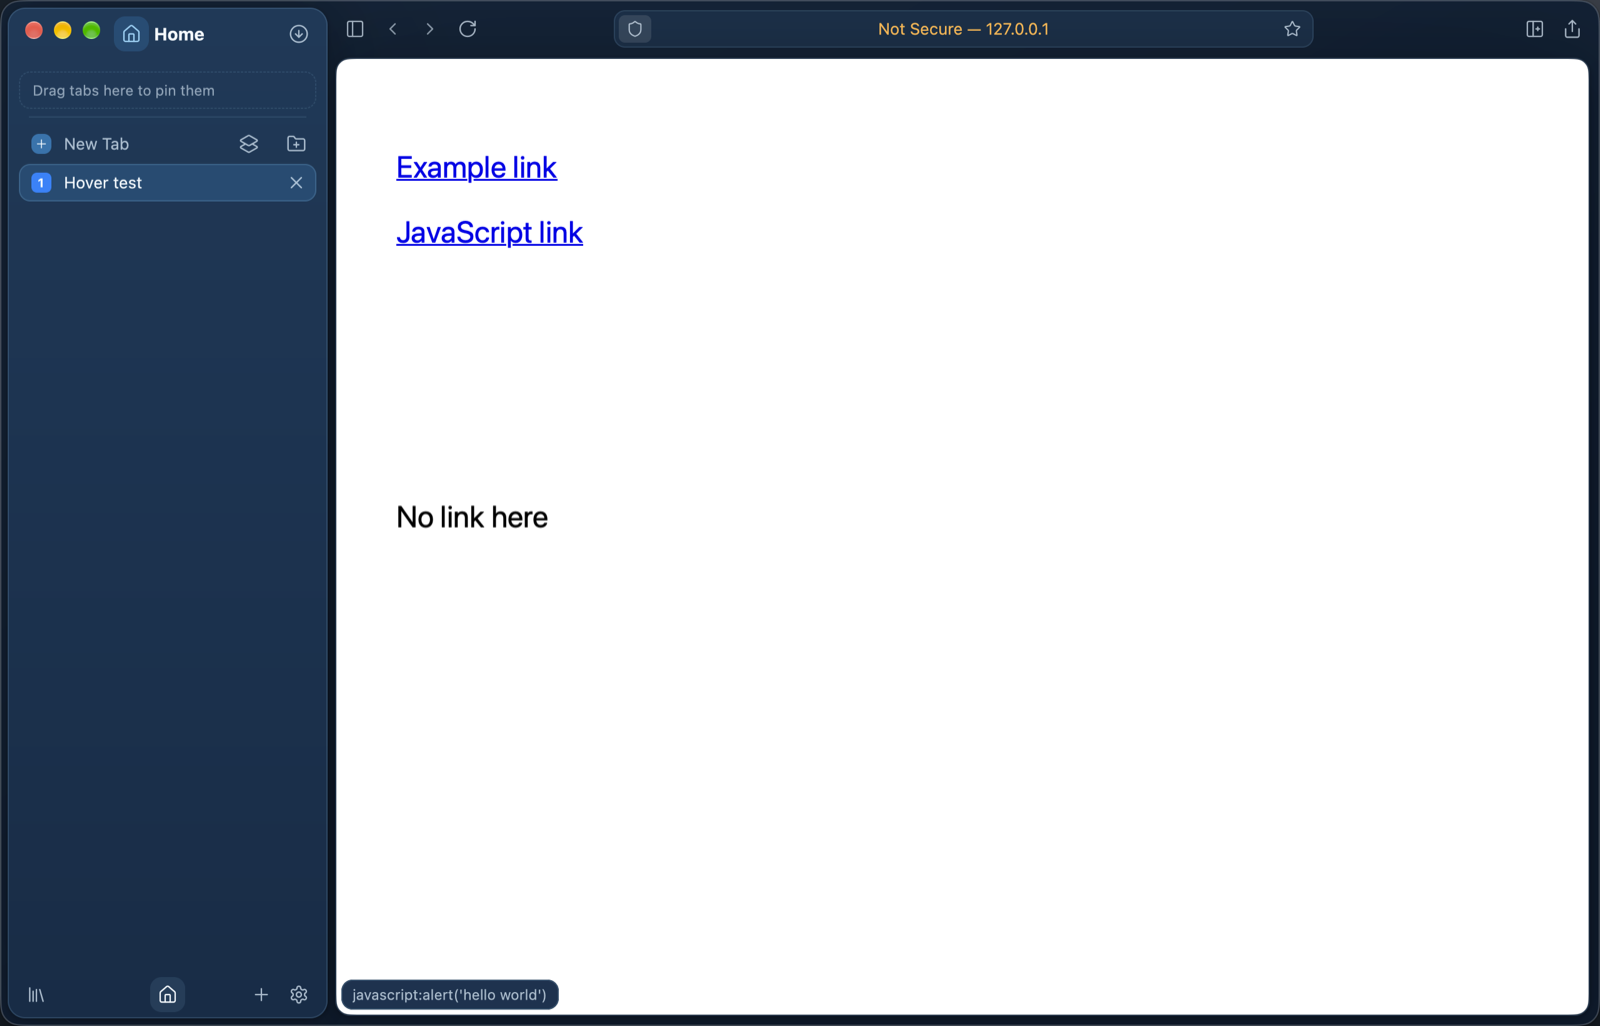 Home
Not Secure — 127.0.0.1
Drag tabs here to pin them
New Tab
1 Hover test
Example link
JavaScript link
No link here
javascript:alert('hello world')